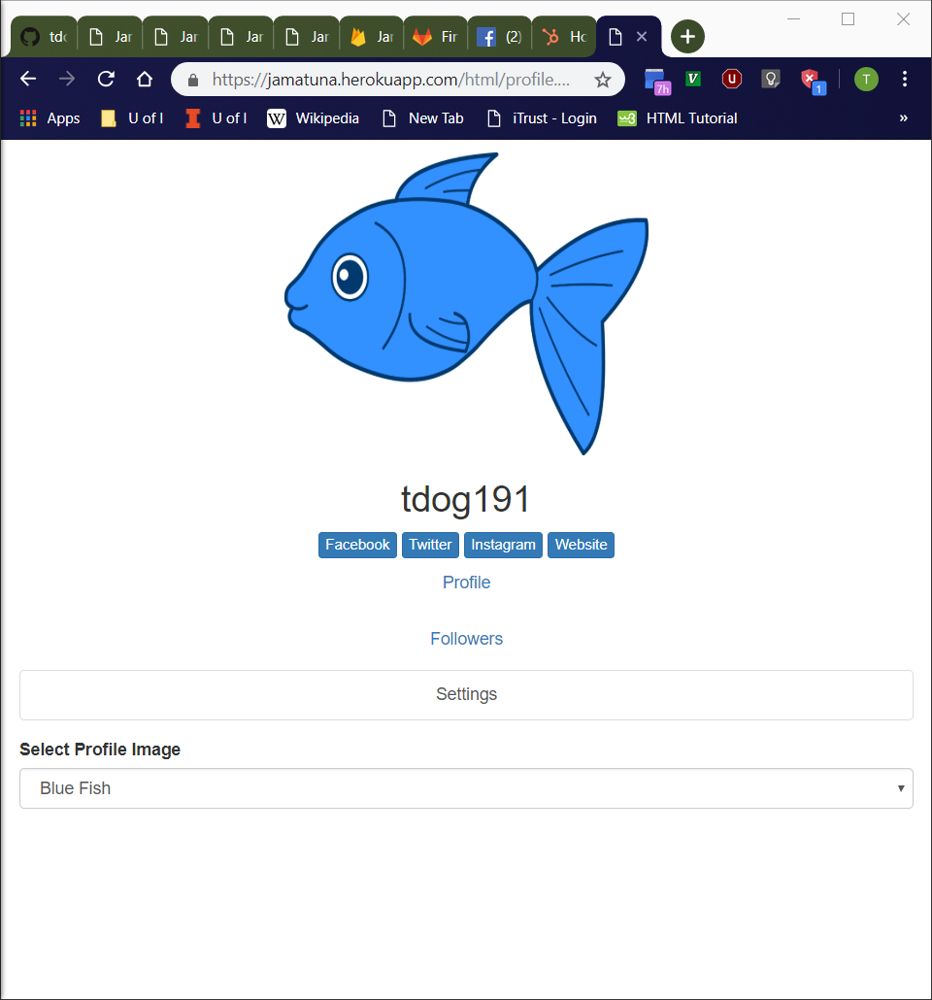 tdo Jar Jar Jar Jar Jar Fir (2) Ho
https://jamatuna.herokuapp.com/html/profile.... 7h V U 1 T
Apps U of I I U of I W Wikipedia New Tab iTrust - Login w3 HTML Tutorial »
tdog191
Facebook Twitter Instagram Website
Profile
Followers
Settings
Select Profile Image
Blue Fish